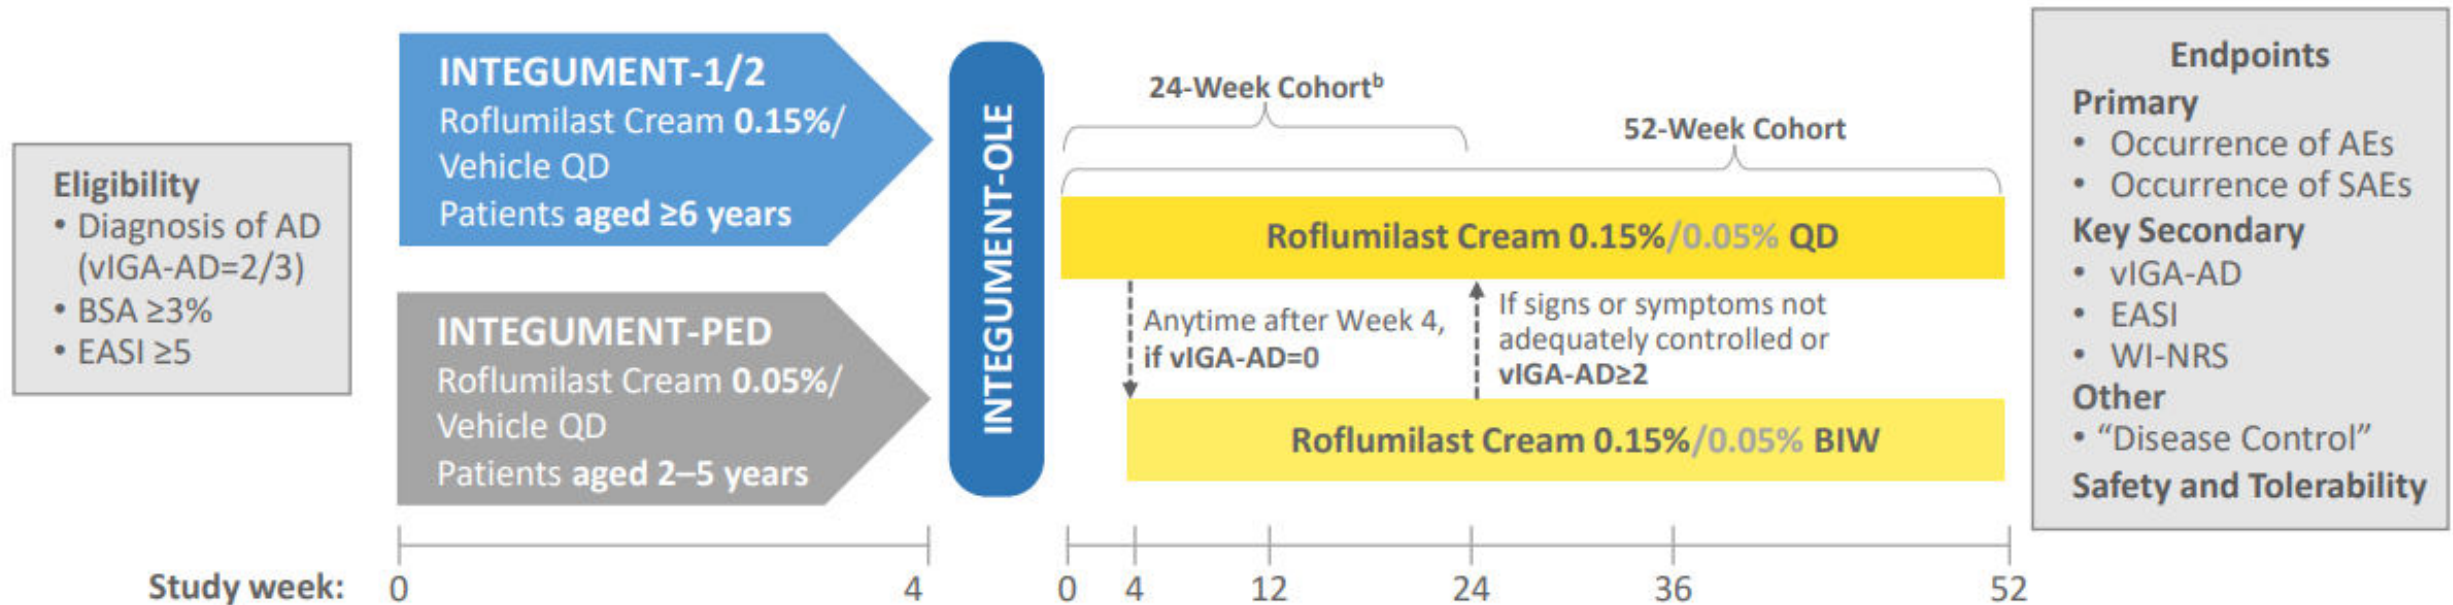 Eligibility
• Diagnosis of AD
(vIGA-AD=2/3)
• BSA ≥3%
• EASI ≥5
INTEGUMENT-1/2
Roflumilast Cream 0.15%/
Vehicle QD
Patients aged ≥6 years
INTEGUMENT-PED
Roflumilast Cream 0.05%/
Vehicle QD
Patients aged 2–5 years
INTEGUMENT-OLE
24-Week Cohortᵇ
52-Week Cohort
Roflumilast Cream 0.15%/0.05% QD
Anytime after Week 4,
if vIGA-AD=0
If signs or symptoms not
adequately controlled or
vIGA-AD≥2
Roflumilast Cream 0.15%/0.05% BIW
Endpoints
Primary
• Occurrence of AEs
• Occurrence of SAEs
Key Secondary
• vIGA-AD
• EASI
• WI-NRS
Other
• “Disease Control”
Safety and Tolerability
Study week: 0 4 0 4 12 24 36 52